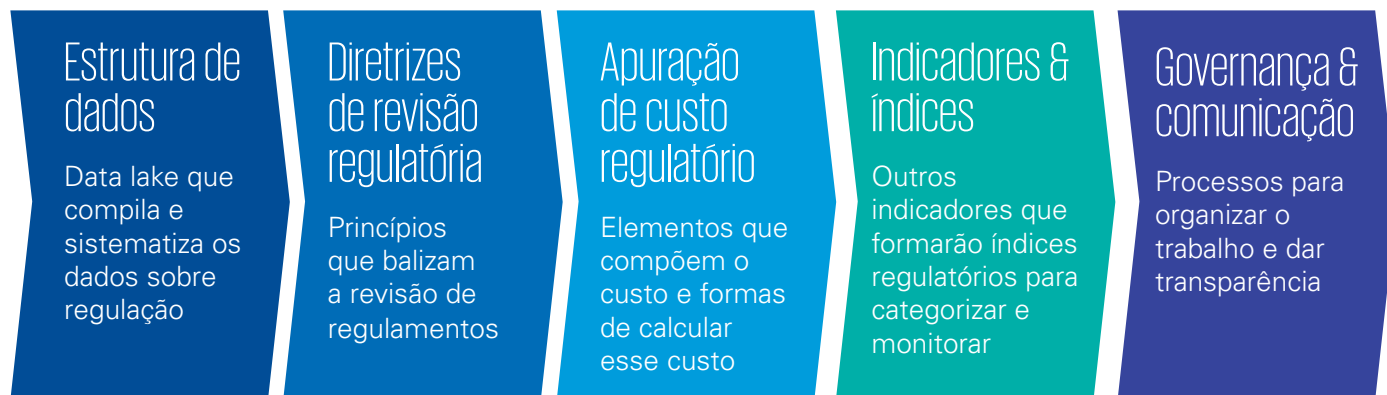 Estrutura de
dados
Data lake que
compila e
sistematiza os
dados sobre
regulação
Diretrizes
de revisão
regulatória
Princípios
que balizam
a revisão de
regulamentos
Apuração
de custo
regulatório
Elementos que
compõem o
custo e formas
de calcular
esse custo
Indicadores &
índices
Outros
indicadores que
formarão índices
regulatórios para
categorizar e
monitorar
Governança &
comunicação
Processos para
organizar o
trabalho e dar
transparência